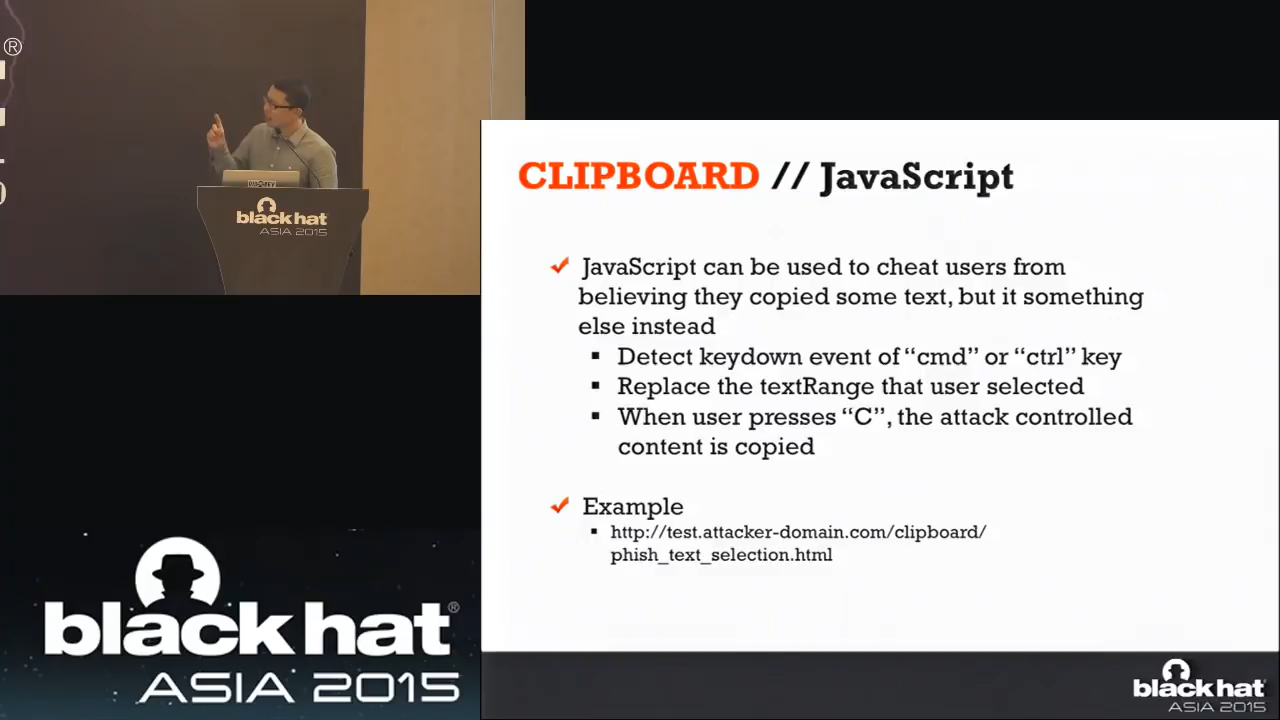 ®
black hat
ASIA 2015
CLIPBOARD // JavaScript
JavaScript can be used to cheat users from
believing they copied some text, but it something
else instead
Detect keydown event of “cmd” or “ctrl” key
Replace the textRange that user selected
When user presses “C”, the attack controlled
content is copied
Example
http://test.attacker-domain.com/clipboard/
phish_text_selection.html
black hat®
ASIA 2015
black hat
ASIA 2015